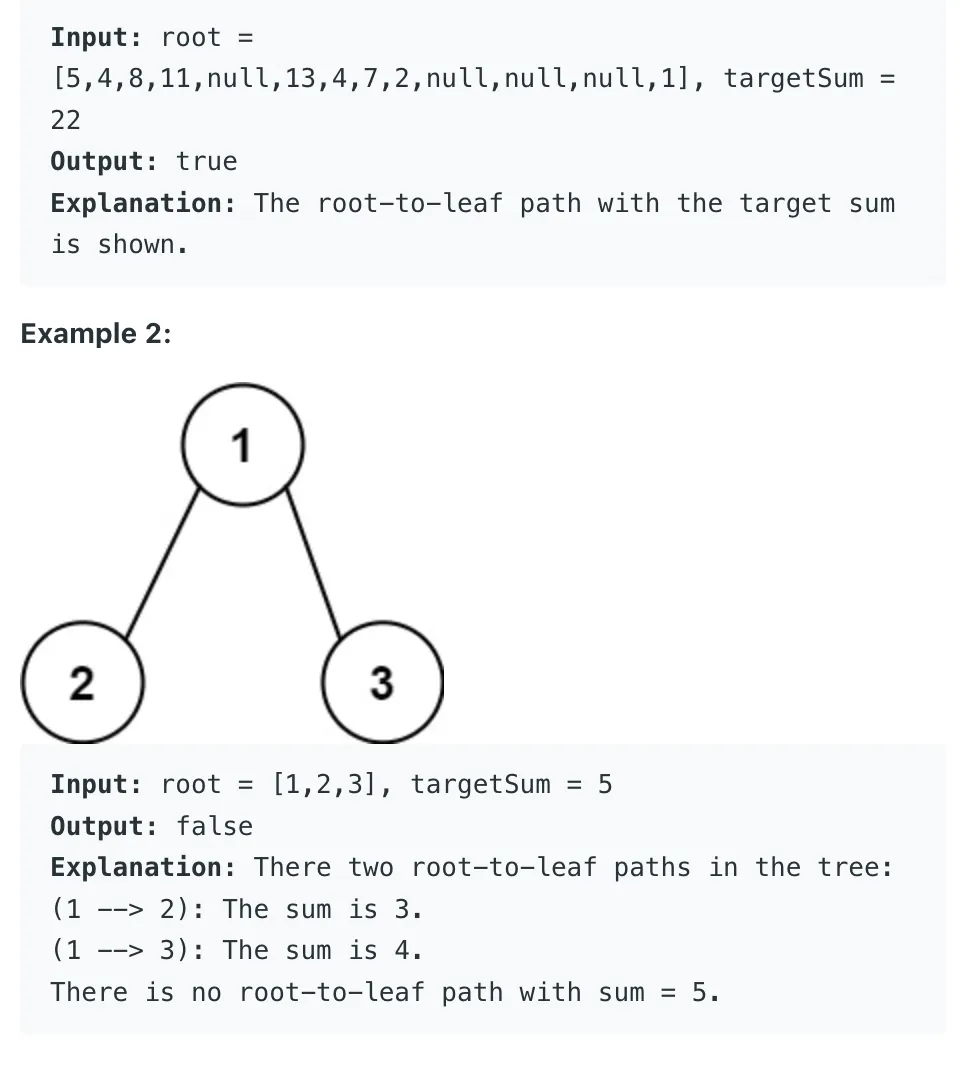 Input: root =
[5,4,8,11,null,13,4,7,2,null,null,null,1], targetSum =
22
Output: true
Explanation: The root-to-leaf path with the target sum
is shown.
Example 2:
1
2
3
Input: root = [1,2,3], targetSum = 5
Output: false
Explanation: There two root-to-leaf paths in the tree:
(1 --> 2): The sum is 3.
(1 --> 3): The sum is 4.
There is no root-to-leaf path with sum = 5.